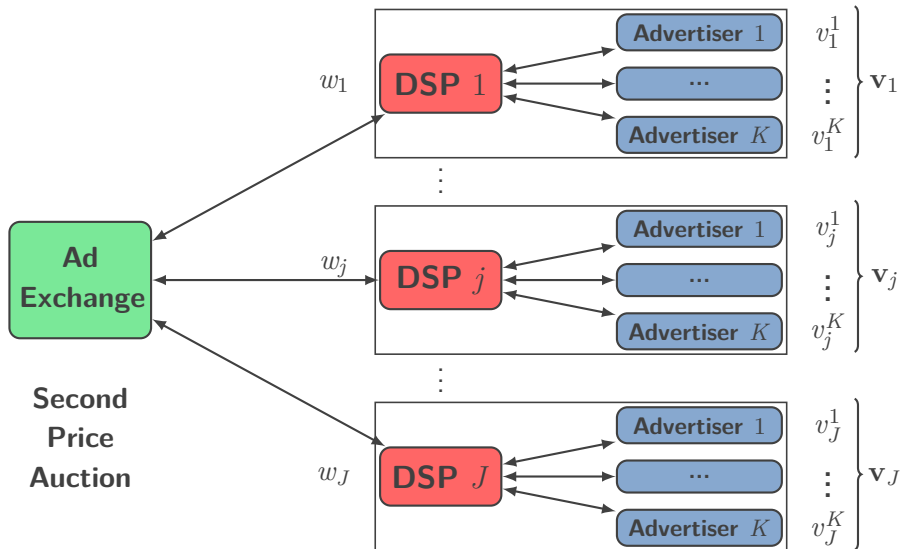 Advertiser 1
v_1^1
w_1
DSP 1
...
⋮
𝐯_1
Advertiser K
v_1^K
⋮
Advertiser 1
v_j^1
Ad
Exchange
w_j
DSP j
...
⋮
𝐯_j
Advertiser K
v_j^K
⋮
Second
Price
Auction
Advertiser 1
v_J^1
w_J
DSP J
...
⋮
𝐯_J
Advertiser K
v_J^K